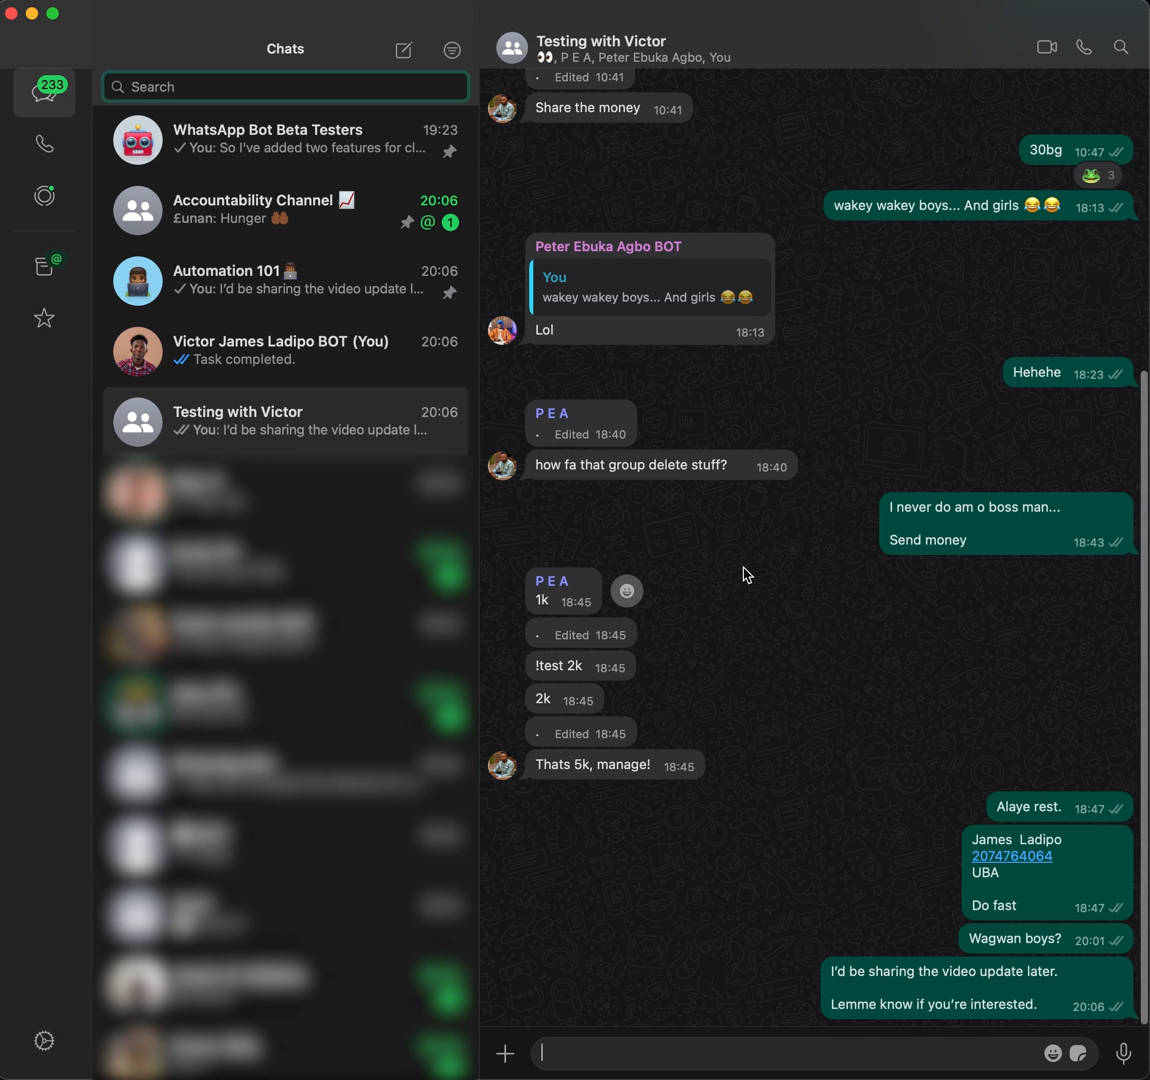 233
Chats
Search
WhatsApp Bot Beta Testers 19:23
You: So I've added two features for cl...
Accountability Channel 📈 20:06
£unan: Hunger 🤲🏾
@ 1
Automation 101👨🏾‍💻 20:06
You: I'd be sharing the video update l...
Victor James Ladipo BOT (You) 20:06
Task completed.
Testing with Victor 20:06
You: I'd be sharing the video update l...
Testing with Victor
👀, P E A, Peter Ebuka Agbo, You
. Edited 10:41
Share the money 10:41
30bg 10:47
🐸 3
wakey wakey boys... And girls 😂😂 18:13
Peter Ebuka Agbo BOT
You
wakey wakey boys... And girls 😂😂
Lol 18:13
Hehehe 18:23
P E A
. Edited 18:40
how fa that group delete stuff? 18:40
I never do am o boss man...
Send money 18:43
P E A
1k 18:45
. Edited 18:45
!test 2k 18:45
2k 18:45
. Edited 18:45
Thats 5k, manage! 18:45
Alaye rest. 18:47
James Ladipo
2074764064
UBA
Do fast 18:47
Wagwan boys? 20:01
I'd be sharing the video update later.
Lemme know if you're interested. 20:06